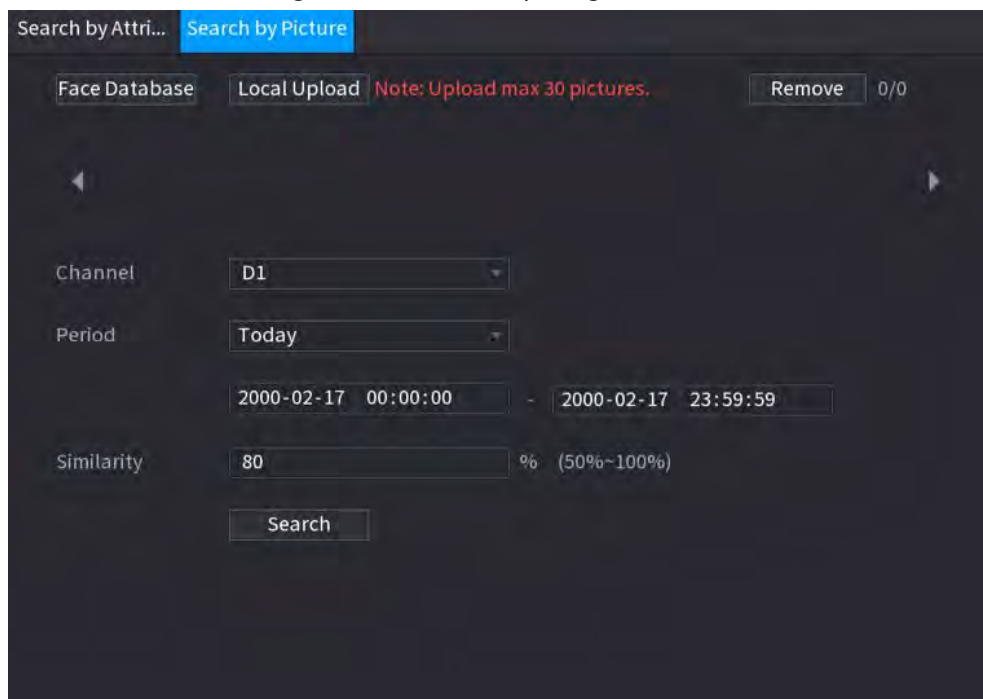 Search by Attri... Search by Picture
Face Database Local Upload Note: Upload max 30 pictures. Remove 0/0
Channel D1
Period Today
2000-02-17 00:00:00 - 2000-02-17 23:59:59
Similarity 80 % (50%~100%)
Search